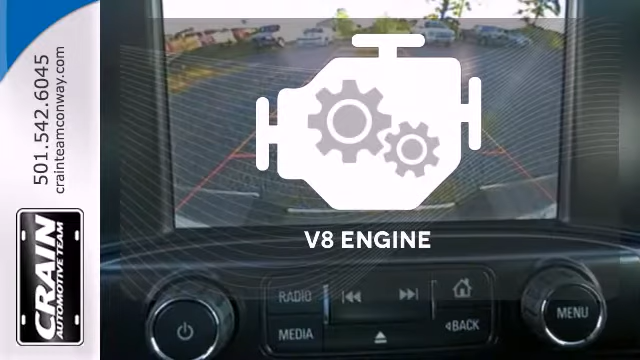 501.542.6045
crainteamconway.com
CRAIN
AUTOMOTIVE TEAM
V8 ENGINE
RADIO
MEDIA
BACK
MENU